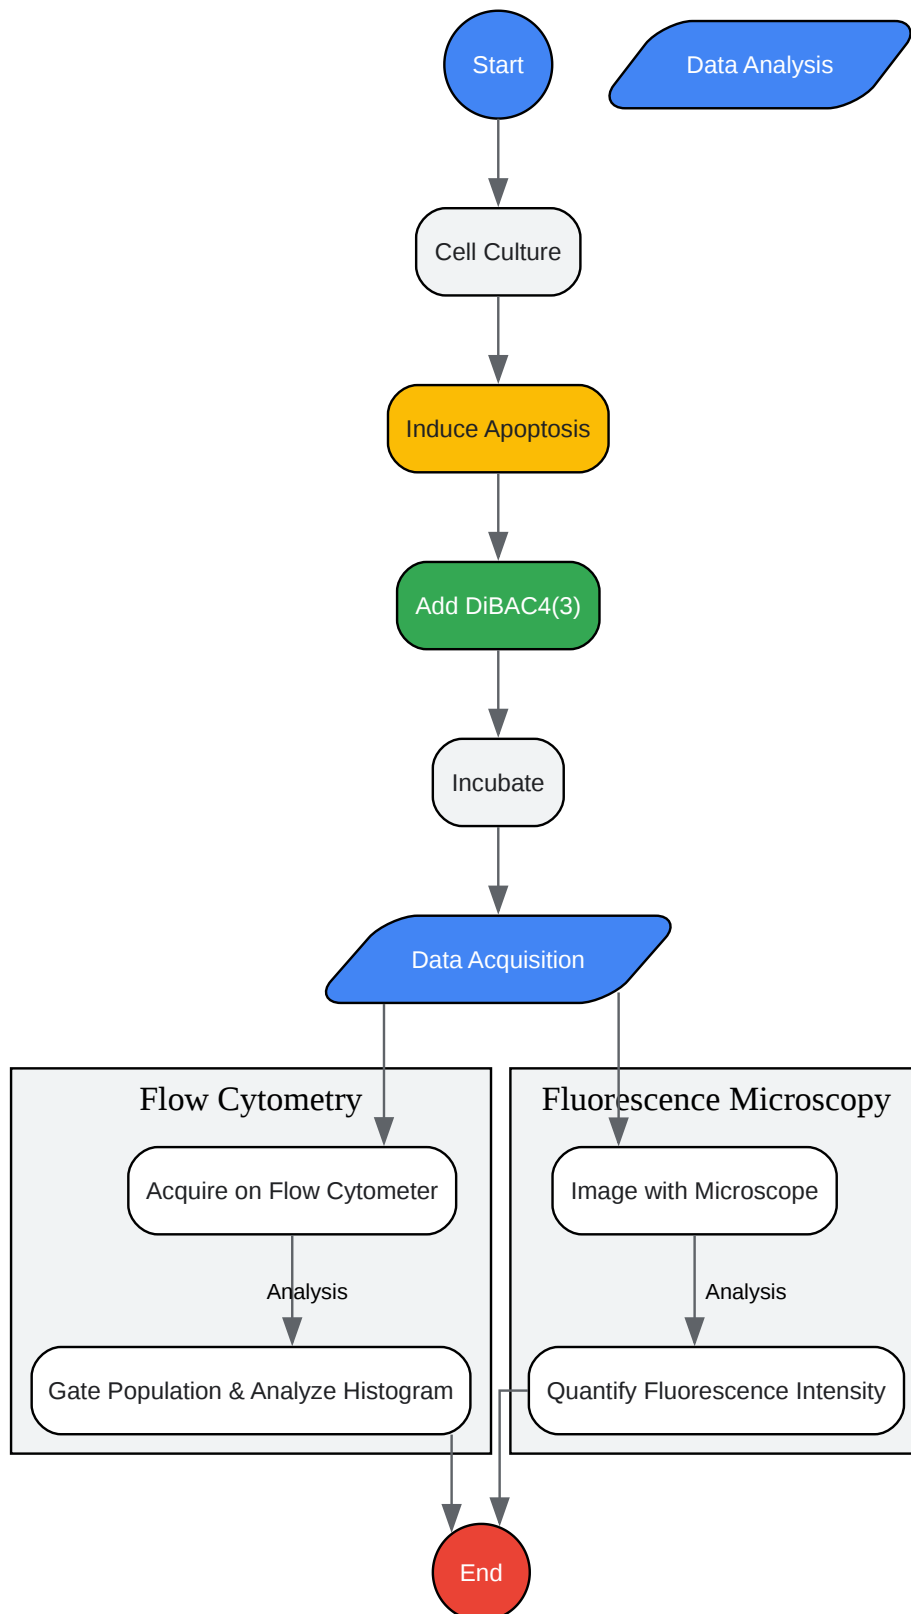 Start
Data Analysis
Cell Culture
Induce Apoptosis
Add DiBAC4(3)
Incubate
Data Acquisition
Flow Cytometry
Fluorescence Microscopy
Acquire on Flow Cytometer
Image with Microscope
Analysis
Analysis
Gate Population & Analyze Histogram
Quantify Fluorescence Intensity
End